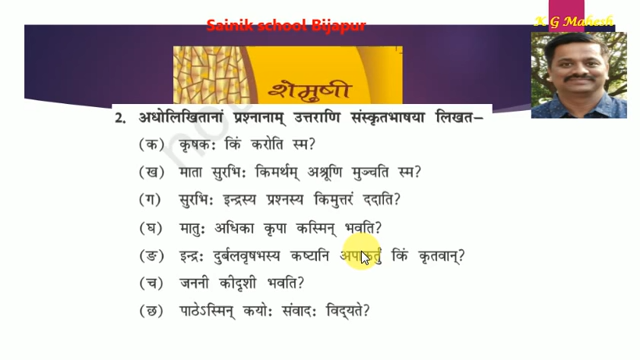 Sainik school Bijapur
K G Mahesh
शेमुषी
2. अधोलिखितानां प्रश्नानाम् उत्तराणि संस्कृतभाषया लिखत–
(क) कृषकः किं करोति स्म?
(ख) माता सुरभिः किमर्थम् अश्रूणि मुञ्चति स्म?
(ग) सुरभिः इन्द्रस्य प्रश्नस्य किमुत्तरं ददाति?
(घ) मातुः अधिका कृपा कस्मिन् भवति?
(ङ) इन्द्रः दुर्बलवृषभस्य कष्टानि अपाकर्तुं किं कृतवान्?
(च) जननी कीदृशी भवति?
(छ) पाठेऽस्मिन् कयोः संवादः विद्यते?